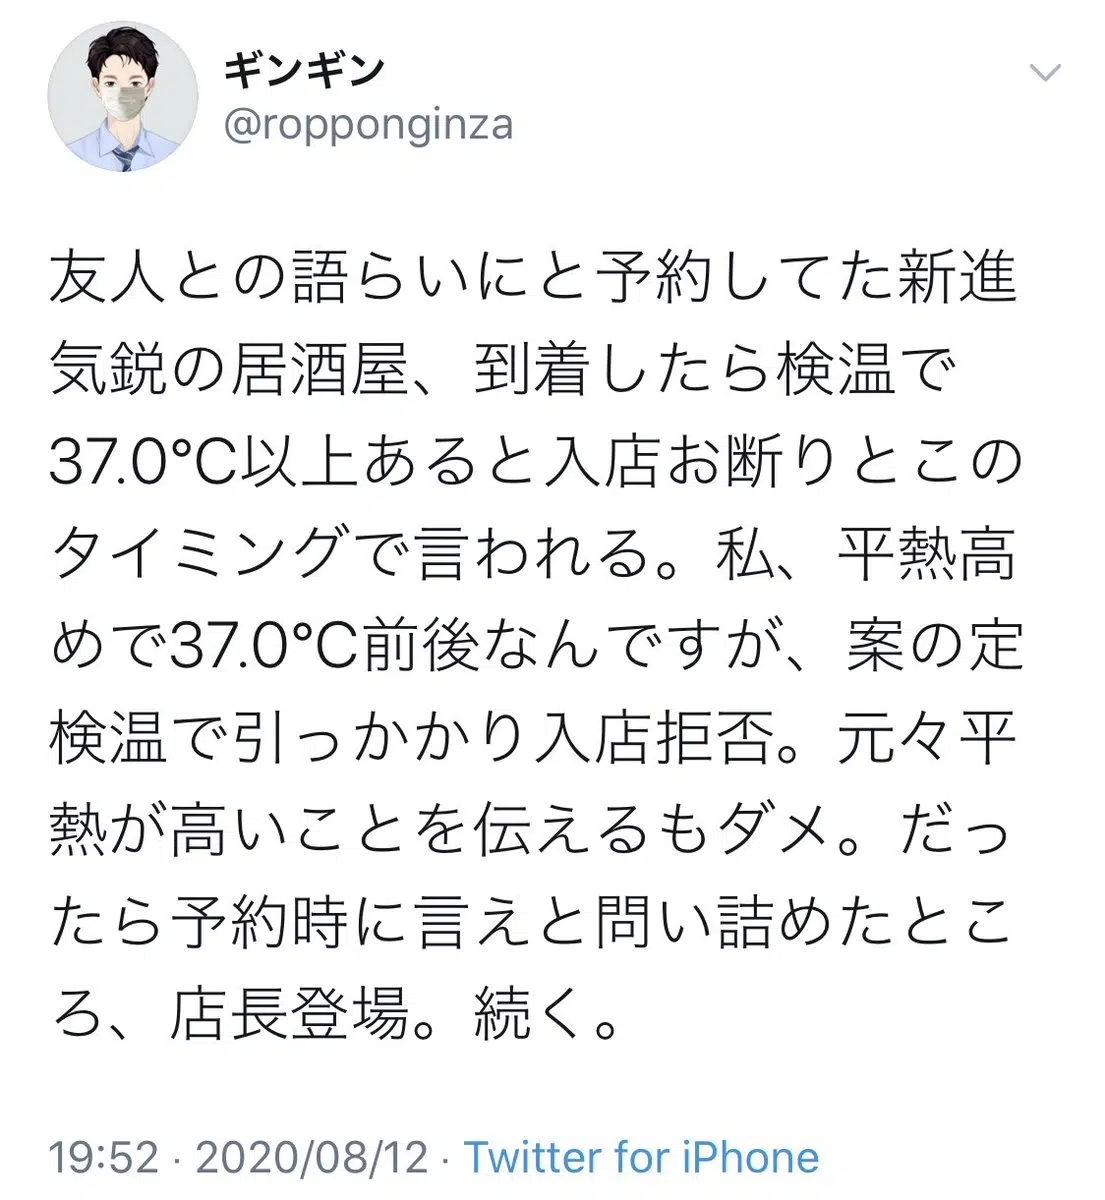 ギンギン
@ropponginza
友人との語らいにと予約してた新進
気鋭の居酒屋、到着したら検温で
37.0℃以上あると入店お断りとこの
タイミングで言われる。私、平熱高
めで37.0℃前後なんですが、案の定
検温で引っかかり入店拒否。元々平
熱が高いことを伝えるもダメ。だっ
たら予約時に言えと問い詰めたとこ
ろ、店長登場。続く。
19:52 · 2020/08/12 · Twitter for iPhone